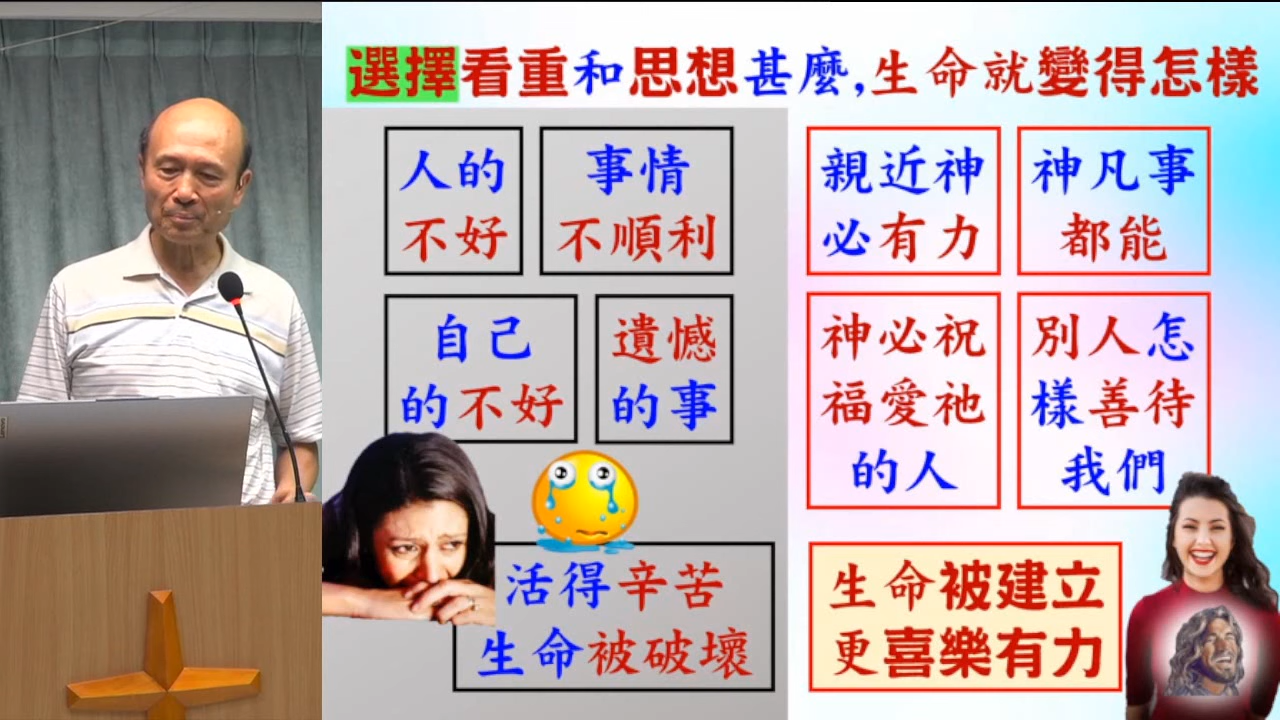 選擇看重和思想甚麼,生命就變得怎樣
人的
不好
事情
不順利
自己
的不好
遺憾
的事
活得辛苦
生命被破壞
親近神
必有力
神凡事
都能
神必祝
福愛祂
的人
別人怎
樣善待
我們
生命被建立
更喜樂有力